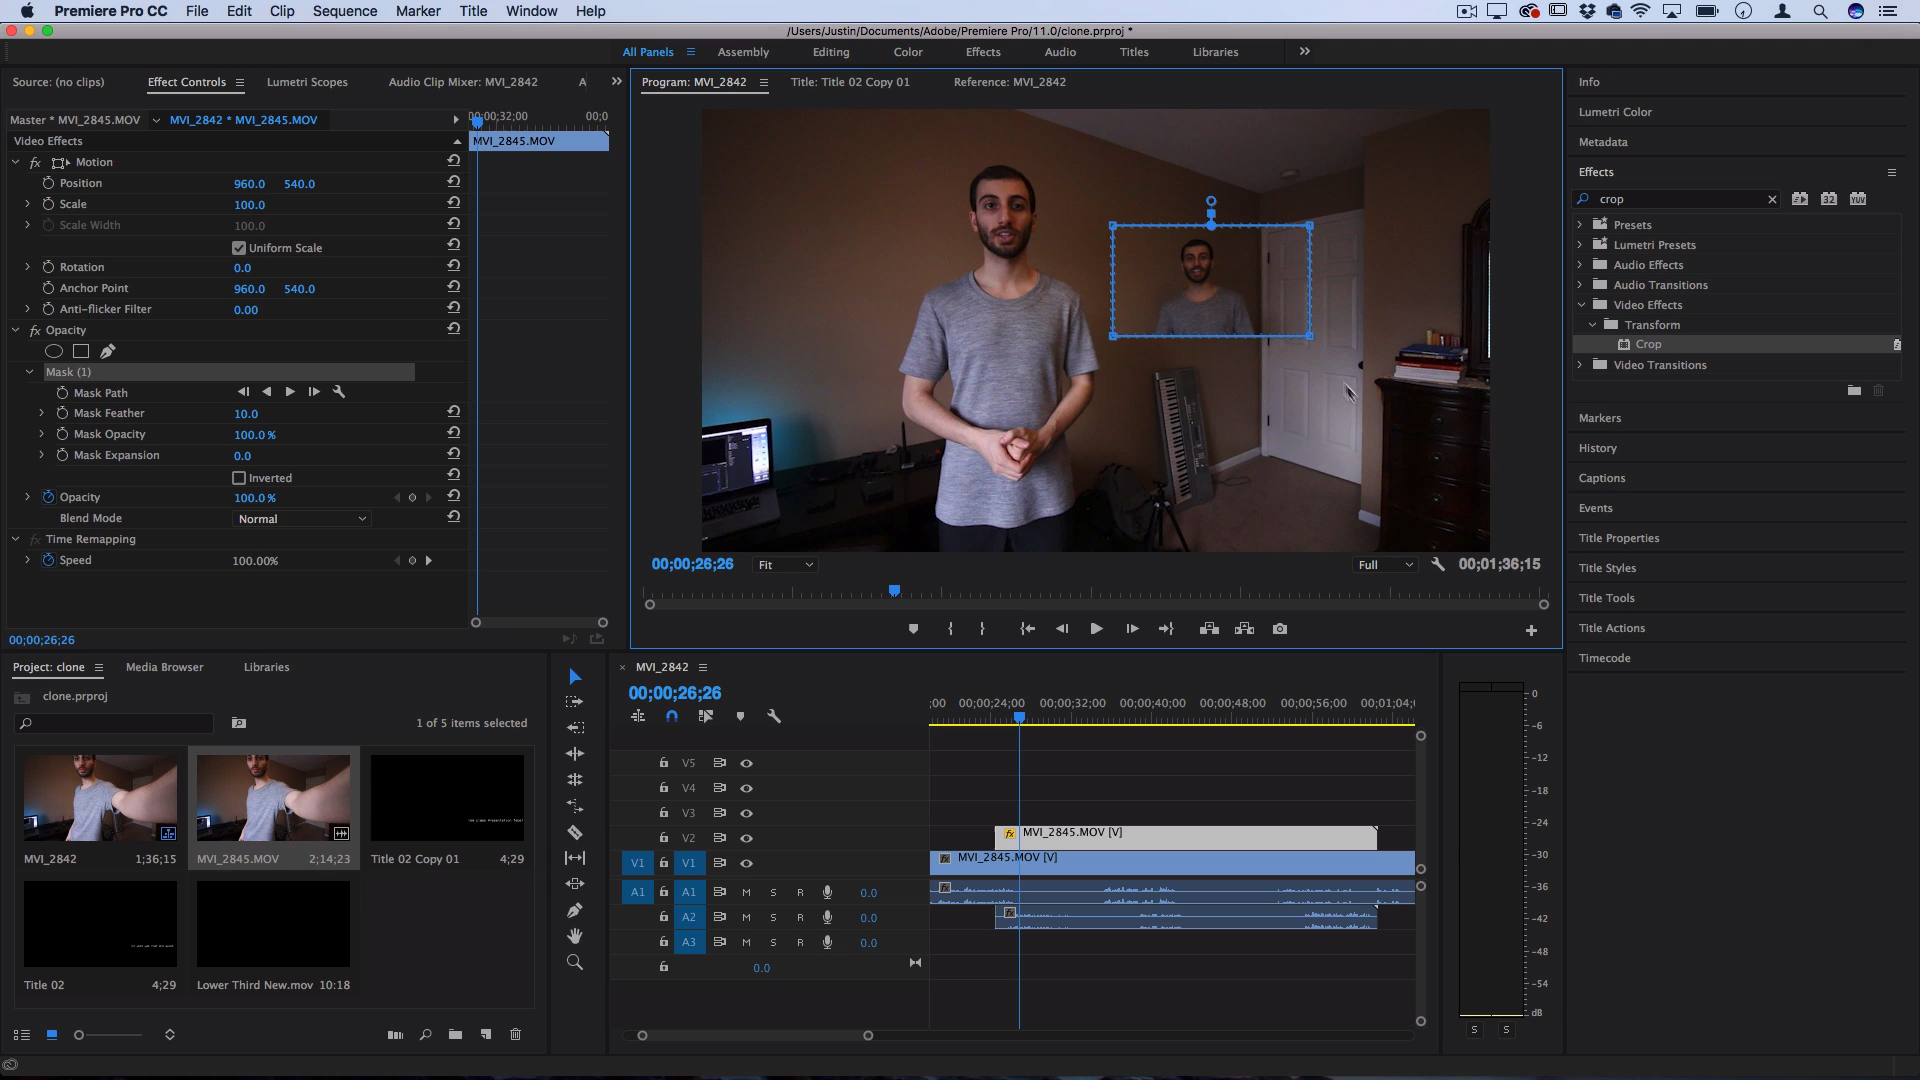 Premiere Pro CC File Edit Clip Sequence Marker Title Window Help
/Users/Justin/Documents/Adobe/Premiere Pro/11.0/clone.prproj *
All Panels Assembly Editing Color Effects Audio Titles Libraries
Source: (no clips) Effect Controls Lumetri Scopes Audio Clip Mixer: MVI_2842 A
Master * MVI_2845.MOV MVI_2842 * MVI_2845.MOV
00;00;32;00 00;0
Video Effects
MVI_2845.MOV
fx Motion
Position 960.0 540.0
Scale 100.0
Scale Width 100.0
Uniform Scale
Rotation 0.0
Anchor Point 960.0 540.0
Anti-flicker Filter 0.00
fx Opacity
Mask (1)
Mask Path
Mask Feather 10.0
Mask Opacity 100.0 %
Mask Expansion 0.0
Inverted
Opacity 100.0 %
Blend Mode Normal
fx Time Remapping
Speed 100.00%
00;00;26;26
Program: MVI_2842 Title: Title 02 Copy 01 Reference: MVI_2842
00;00;26;26 Fit Full 00;01;36;15
Info
Lumetri Color
Metadata
Effects
crop
32 YUV
Presets
Lumetri Presets
Audio Effects
Audio Transitions
Video Effects
Transform
Crop
Video Transitions
Markers
History
Captions
Events
Title Properties
Title Styles
Title Tools
Title Actions
Timecode
Project: clone Media Browser Libraries
clone.prproj
1 of 5 items selected
MVI_2842 1;36;15
MVI_2845.MOV 2;14;23
Title 02 Copy 01 4;29
Title 02 4;29
Lower Third New.mov 10:18
× MVI_2842
00;00;26;26
;00 00;00;24;00 00;00;32;00 00;00;40;00 00;00;48;00 00;00;56;00 00;01;04;
V5
V4
V3
V2
fx MVI_2845.MOV [V]
V1 V1
fx MVI_2845.MOV [V]
A1 A1 M S R 0.0
A2 M S R 0.0
A3 M S R 0.0
0.0
0
-6
-12
-18
-24
-30
-36
-42
-48
-54
dB
S S